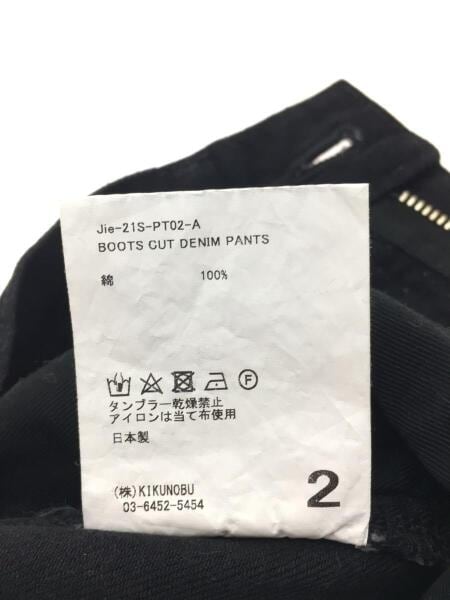 Jie-21S-PT02-A
BOOTS CUT DENIM PANTS
綿 100%
タンブラー乾燥禁止
アイロンは当て布使用
日本製
(株)KIKUNOBU
03-6452-5454
2